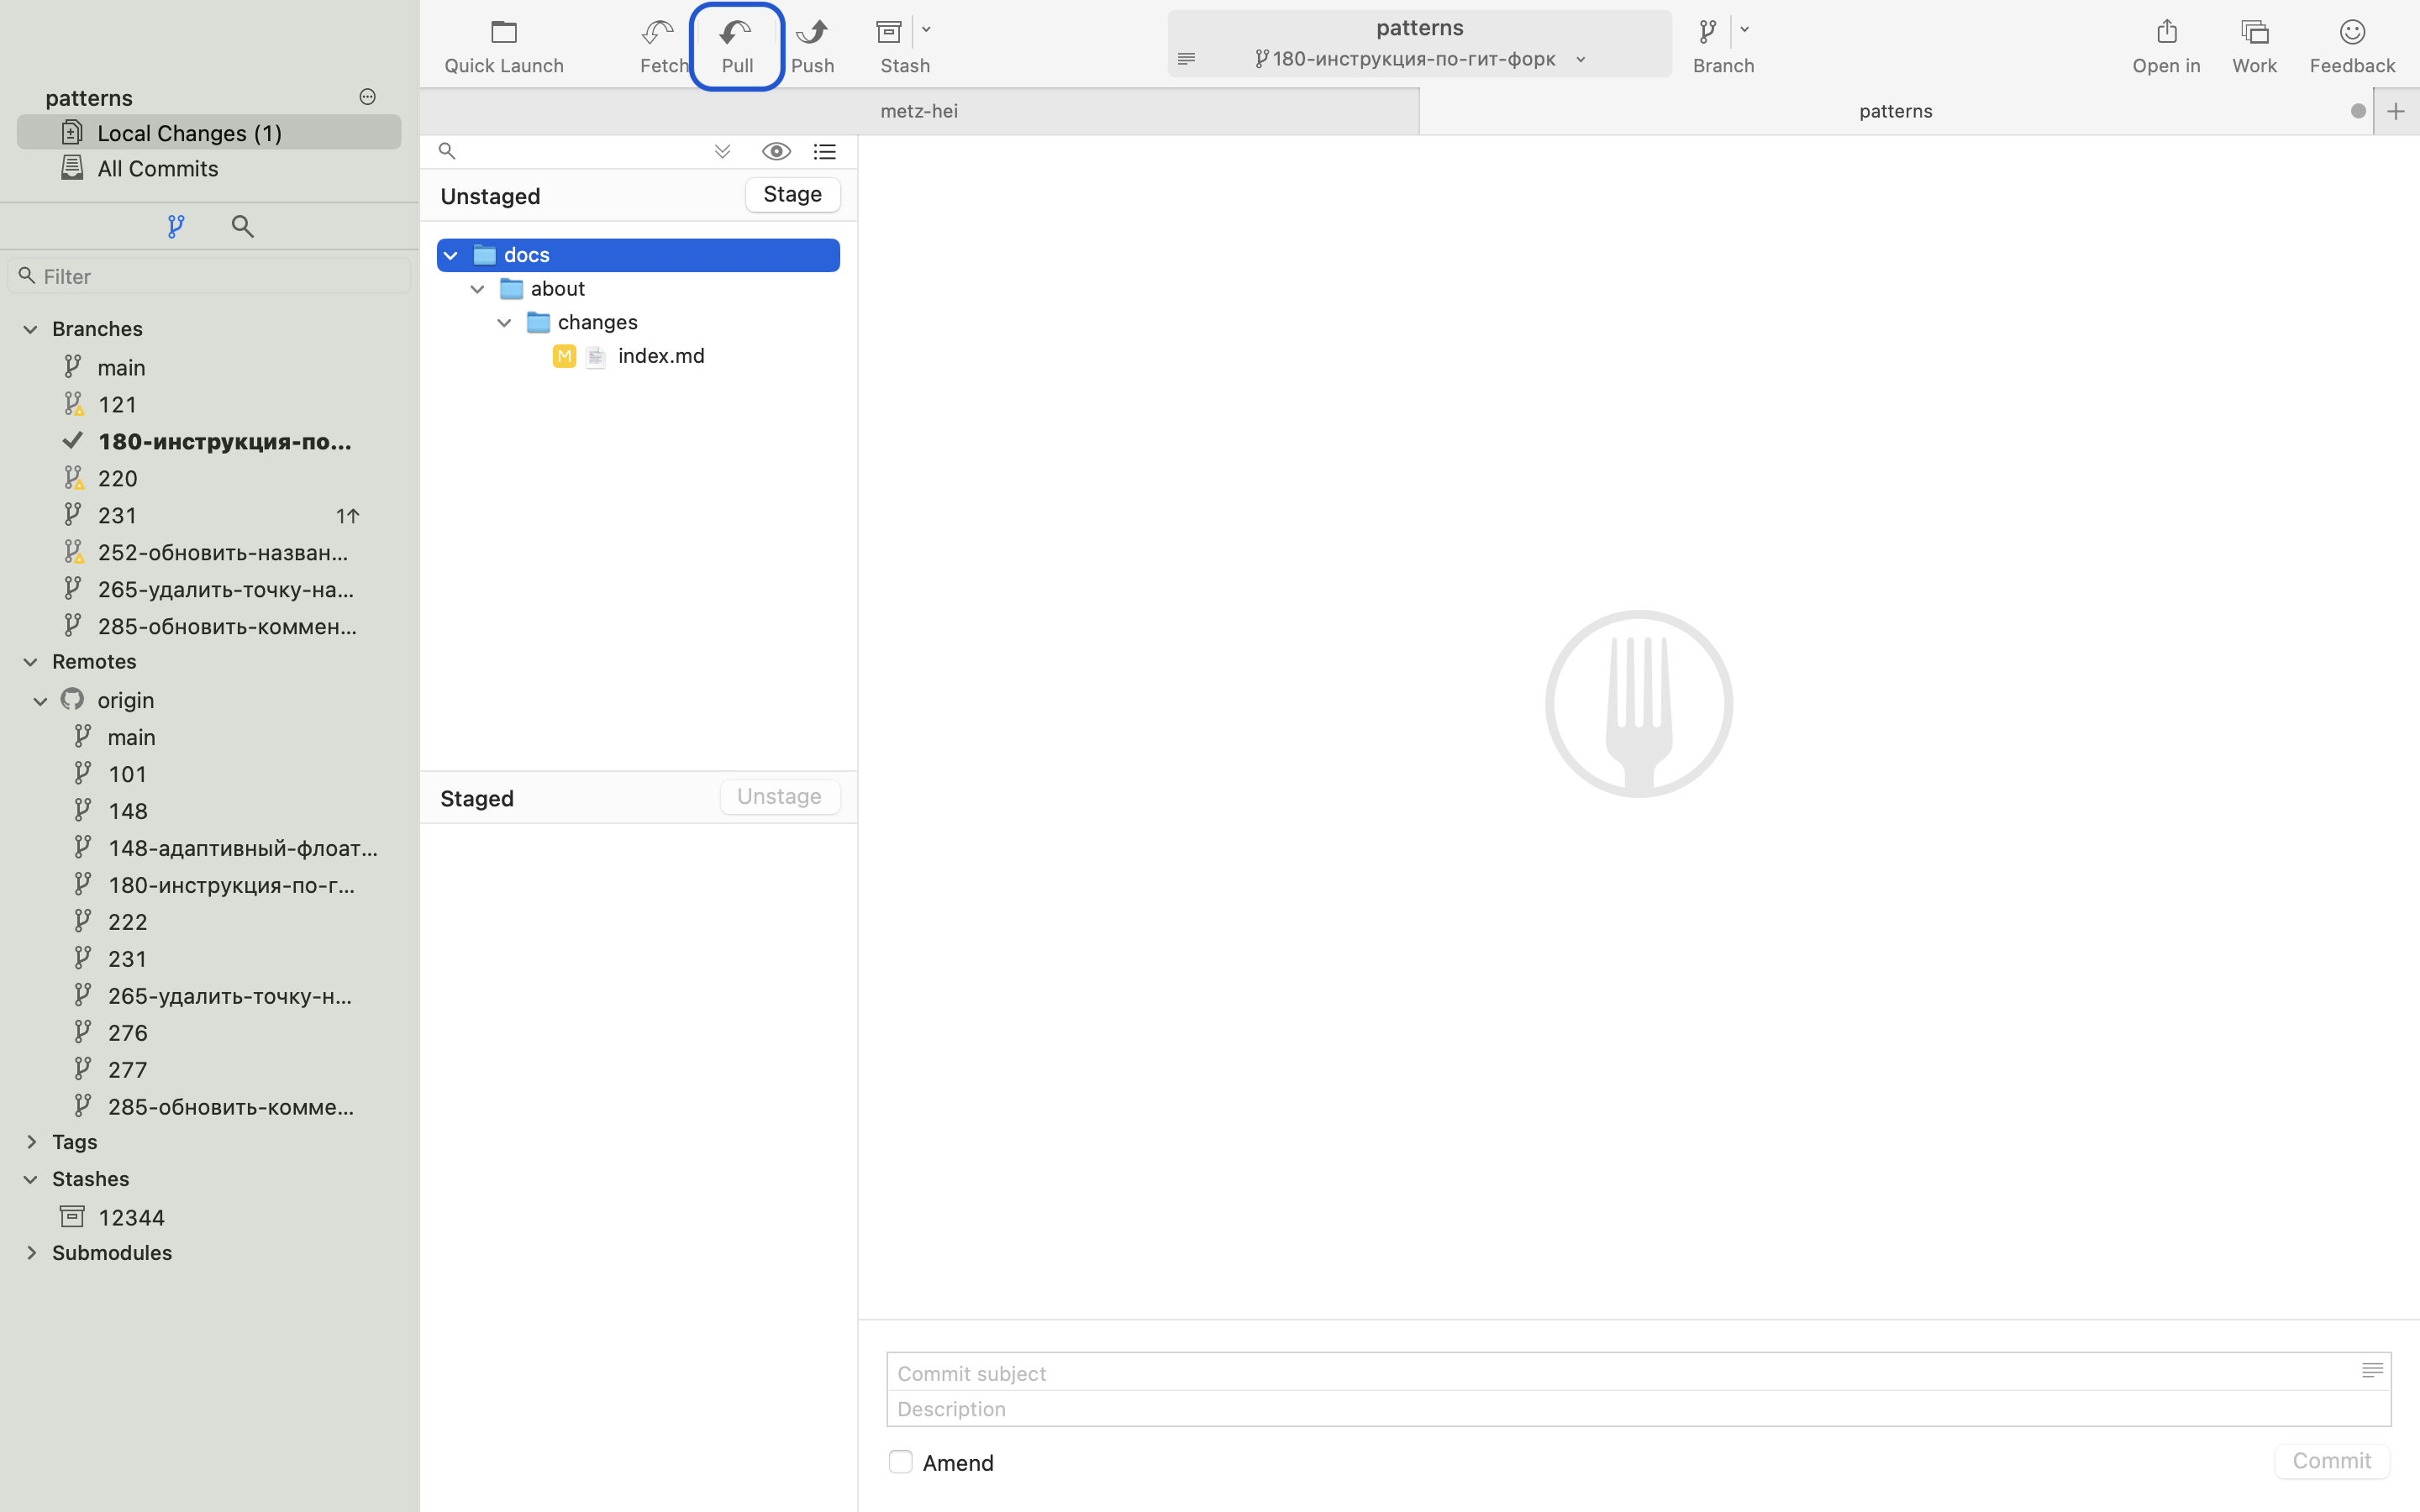 Quick Launch
Fetch
Pull
Push
Stash
patterns
180-инструкция-по-гит-форк
Branch
Open in
Work
Feedback
metz-hei
patterns
patterns
Local Changes (1)
All Commits
Filter
Branches
main
121
180-инструкция-по...
220
231 1↑
252-обновить-назван...
265-удалить-точку-на...
285-обновить-коммен...
Remotes
origin
main
101
148
148-адаптивный-флоат...
180-инструкция-по-г...
222
231
265-удалить-точку-н...
276
277
285-обновить-комме...
Tags
Stashes
12344
Submodules
Unstaged
Stage
docs
about
changes
M index.md
Staged
Unstage
Commit subject
Description
Amend
Commit